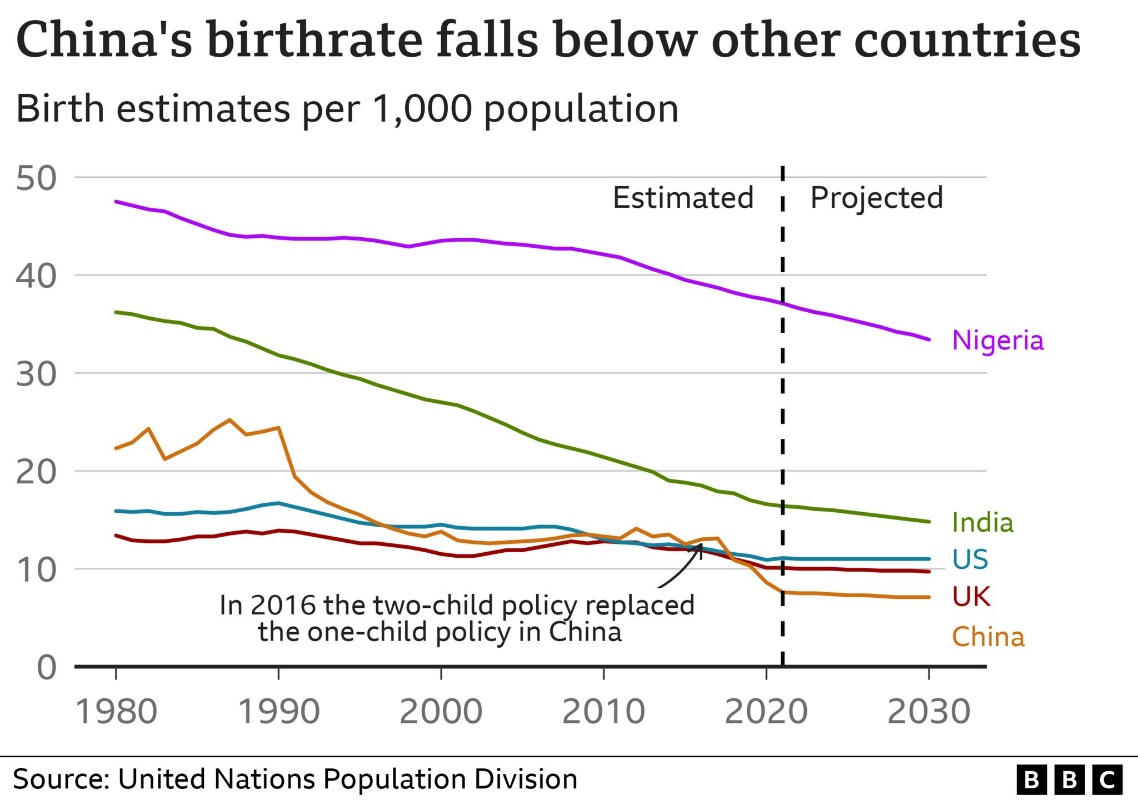 China's birthrate falls below other countries
Birth estimates per 1,000 population
50
Estimated
Projected
40
Nigeria
30
20
India
US
10
UK
In 2016 the two-child policy replaced
the one-child policy in China
China
0
1980
1990
2000
2010
2020
2030
Source: United Nations Population Division
BBC